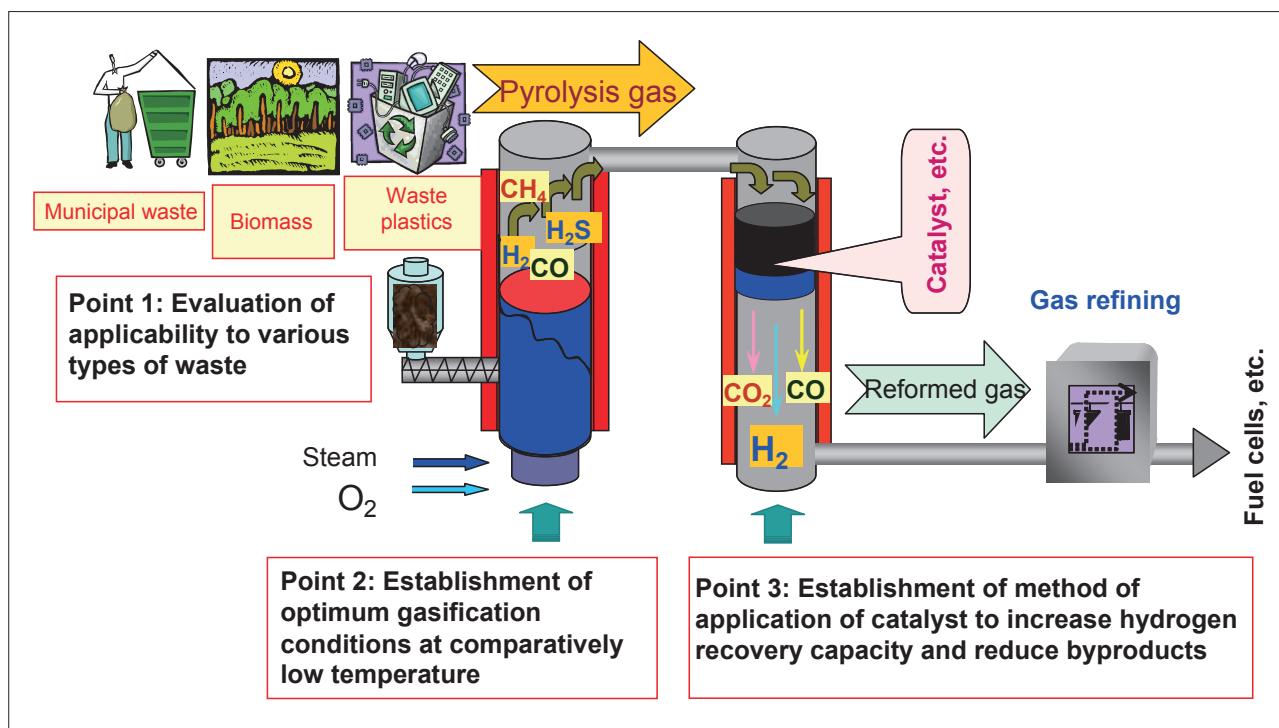 Pyrolysis gas
Municipal waste
Biomass
Waste
plastics
CH₄
H₂S
H₂
CO
Catalyst, etc.
Point 1: Evaluation of
applicability to various
types of waste
Gas refining
CO₂
CO
Reformed gas
H₂
Steam
O₂
Fuel cells, etc.
Point 2: Establishment of
optimum gasification
conditions at comparatively
low temperature
Point 3: Establishment of method of
application of catalyst to increase hydrogen
recovery capacity and reduce byproducts